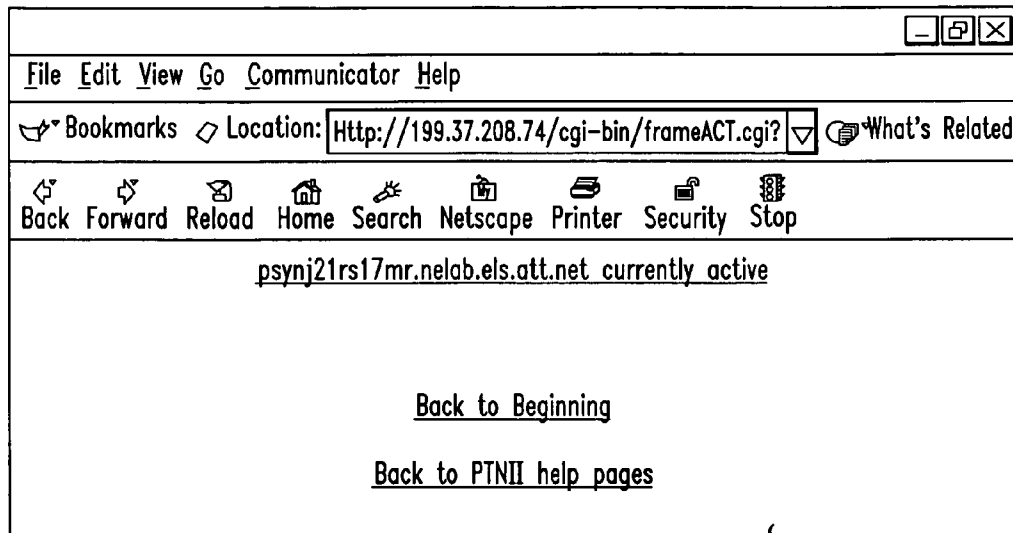 File Edit View Go Communicator Help
Bookmarks Location: Http://199.37.208.74/cgi-bin/frameACT.cgi? What's Related
Back Forward Reload Home Search Netscape Printer Security Stop
psynj21rs17mr.nelab.els.att.net currently active
Back to Beginning
Back to PTNII help pages